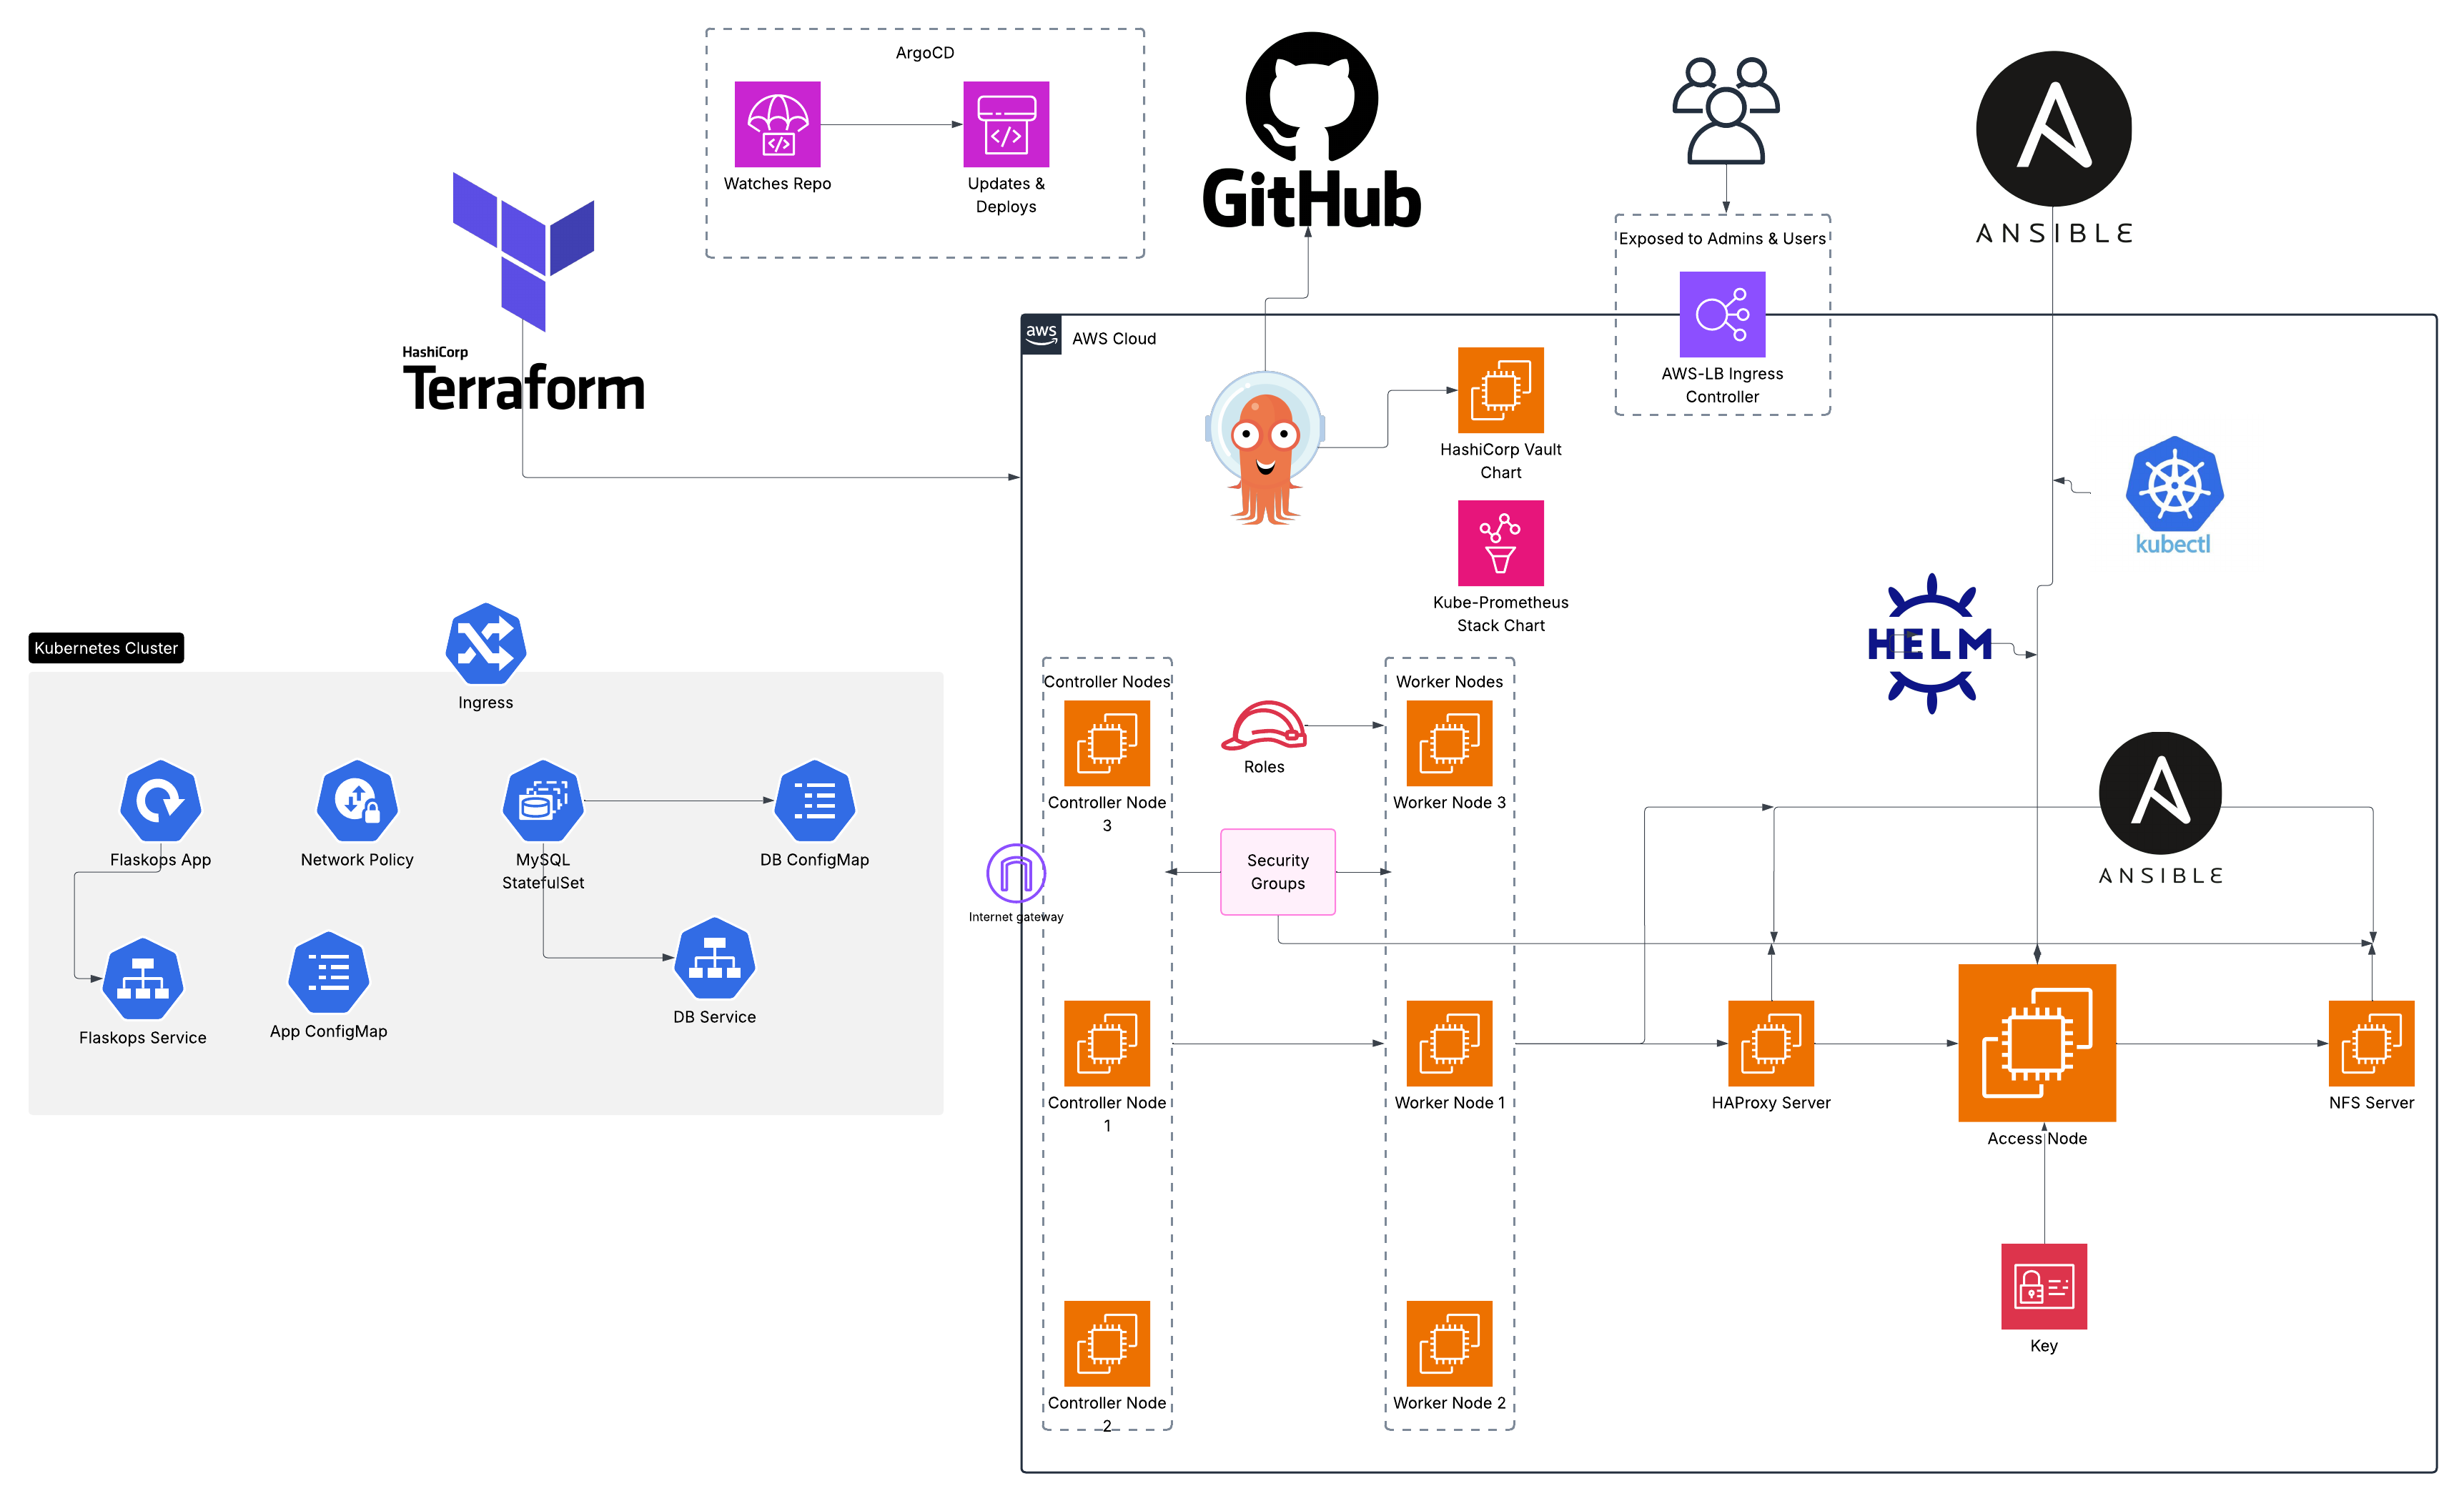 ArgoCD
Watches Repo
Updates &
Deploys
GitHub
Exposed to Admins & Users
AWS-LB Ingress
Controller
ANSIBLE
HashiCorp
Terraform
aws
AWS Cloud
HashiCorp Vault
Chart
Kube-Prometheus
Stack Chart
kubectl
HELM
Kubernetes Cluster
Ingress
Flaskops App
Network Policy
MySQL
StatefulSet
DB ConfigMap
Flaskops Service
App ConfigMap
DB Service
Internet gateway
Controller Nodes
Controller Node
3
Controller Node
1
Controller Node
2
Roles
Security
Groups
Worker Nodes
Worker Node 3
Worker Node 1
Worker Node 2
ANSIBLE
HAProxy Server
Access Node
NFS Server
Key